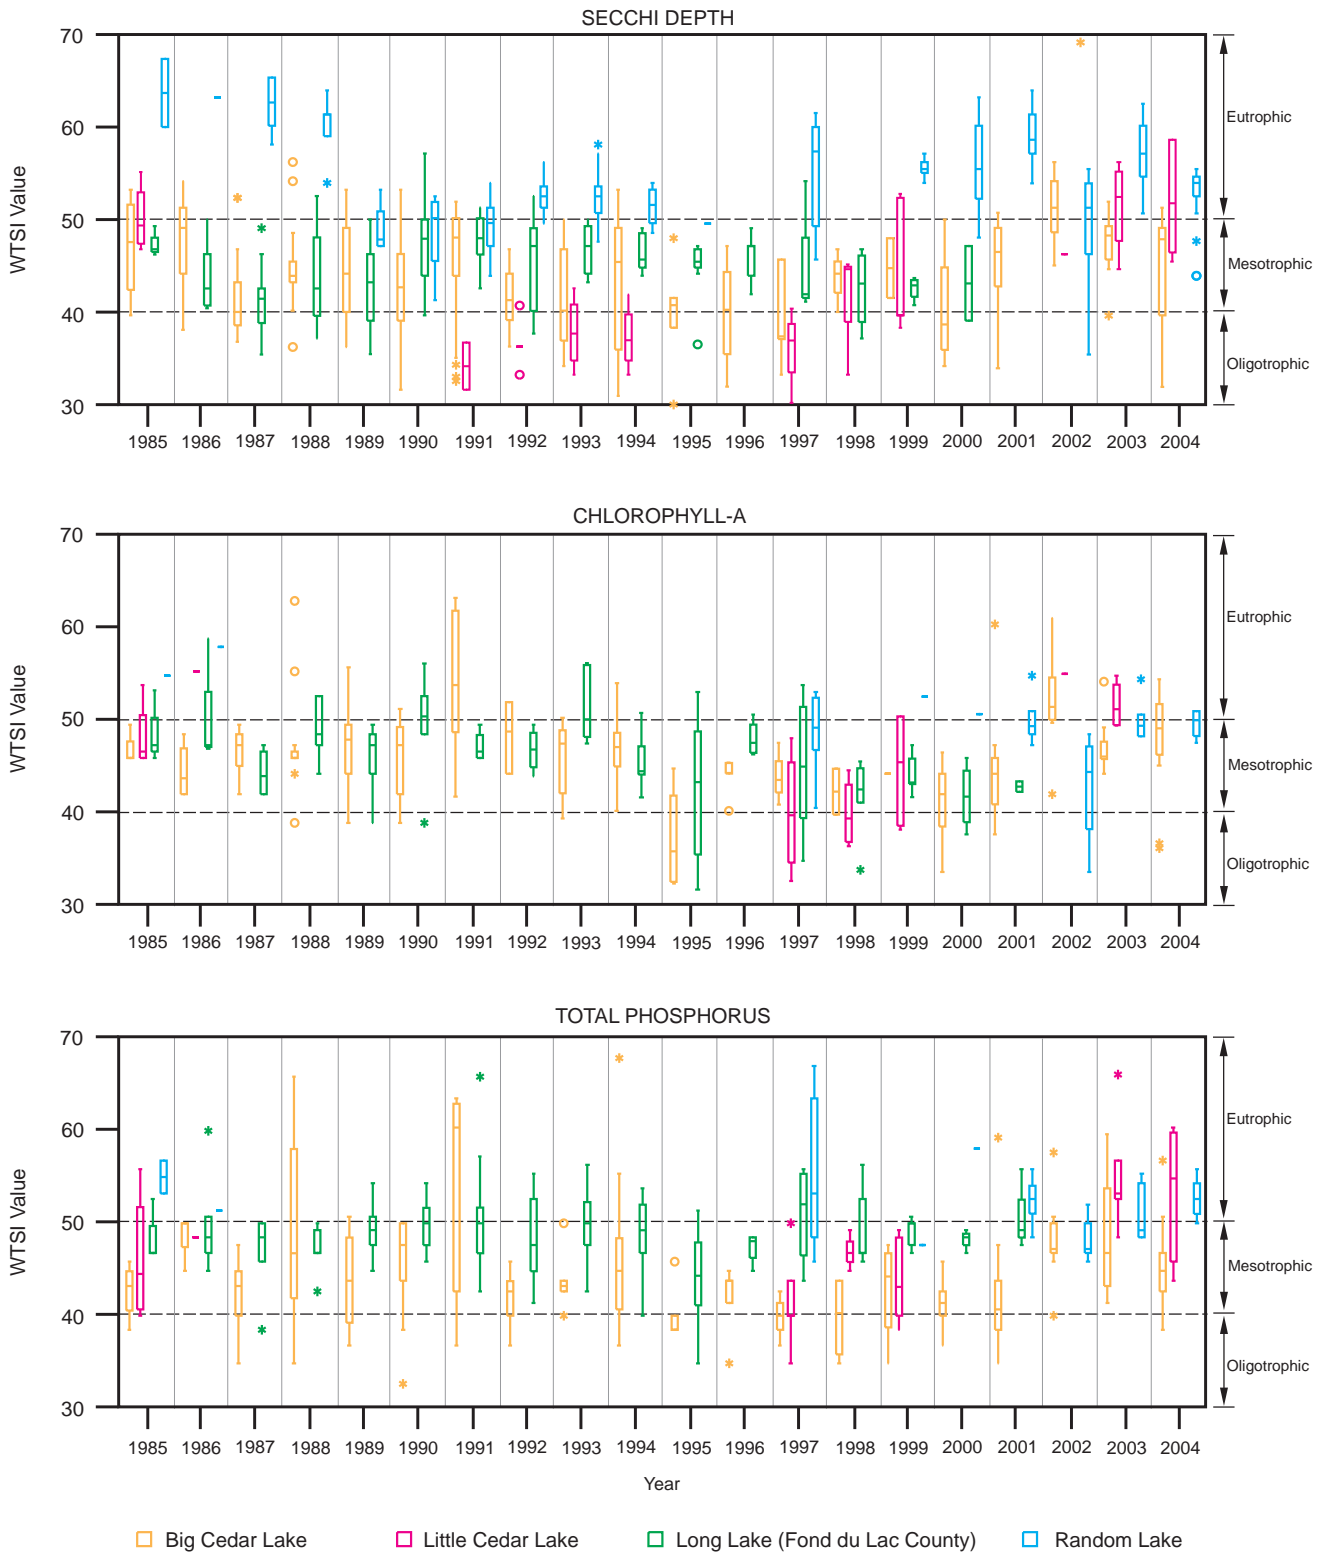 SECCHI DEPTH
70
60
50
40
30
WTSI Value
Eutrophic
Mesotrophic
Oligotrophic
1985 1986 1987 1988 1989 1990 1991 1992 1993 1994 1995 1996 1997 1998 1999 2000 2001 2002 2003 2004
CHLOROPHYLL-A
70
60
50
40
30
WTSI Value
Eutrophic
Mesotrophic
Oligotrophic
1985 1986 1987 1988 1989 1990 1991 1992 1993 1994 1995 1996 1997 1998 1999 2000 2001 2002 2003 2004
TOTAL PHOSPHORUS
70
60
50
40
30
WTSI Value
Eutrophic
Mesotrophic
Oligotrophic
1985 1986 1987 1988 1989 1990 1991 1992 1993 1994 1995 1996 1997 1998 1999 2000 2001 2002 2003 2004
Year
Big Cedar Lake Little Cedar Lake Long Lake (Fond du Lac County) Random Lake